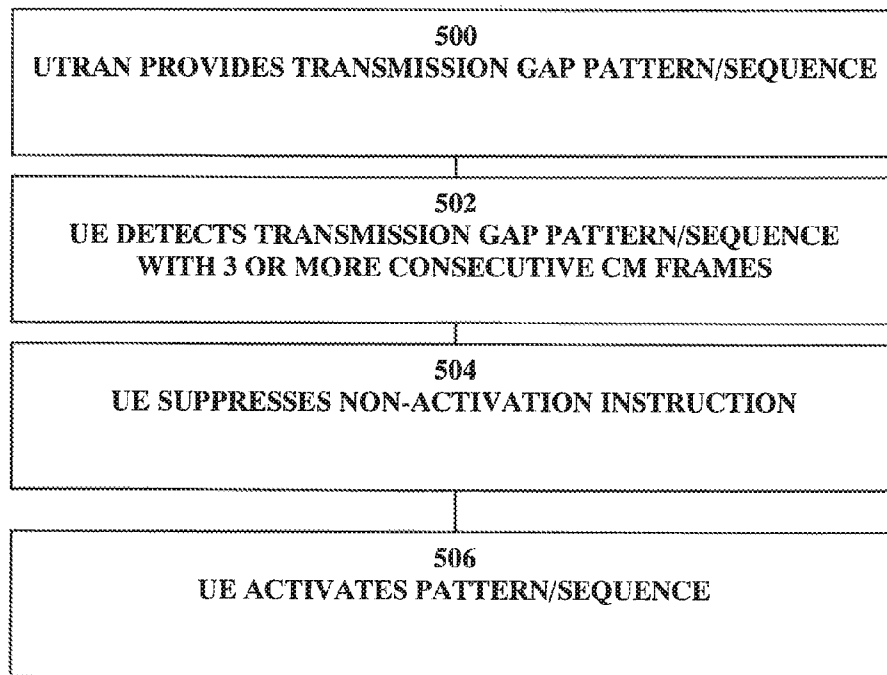 500
UTRAN PROVIDES TRANSMISSION GAP PATTERN/SEQUENCE
502
UE DETECTS TRANSMISSION GAP PATTERN/SEQUENCE
WITH 3 OR MORE CONSECUTIVE CM FRAMES
504
UE SUPPRESSES NON-ACTIVATION INSTRUCTION
506
UE ACTIVATES PATTERN/SEQUENCE